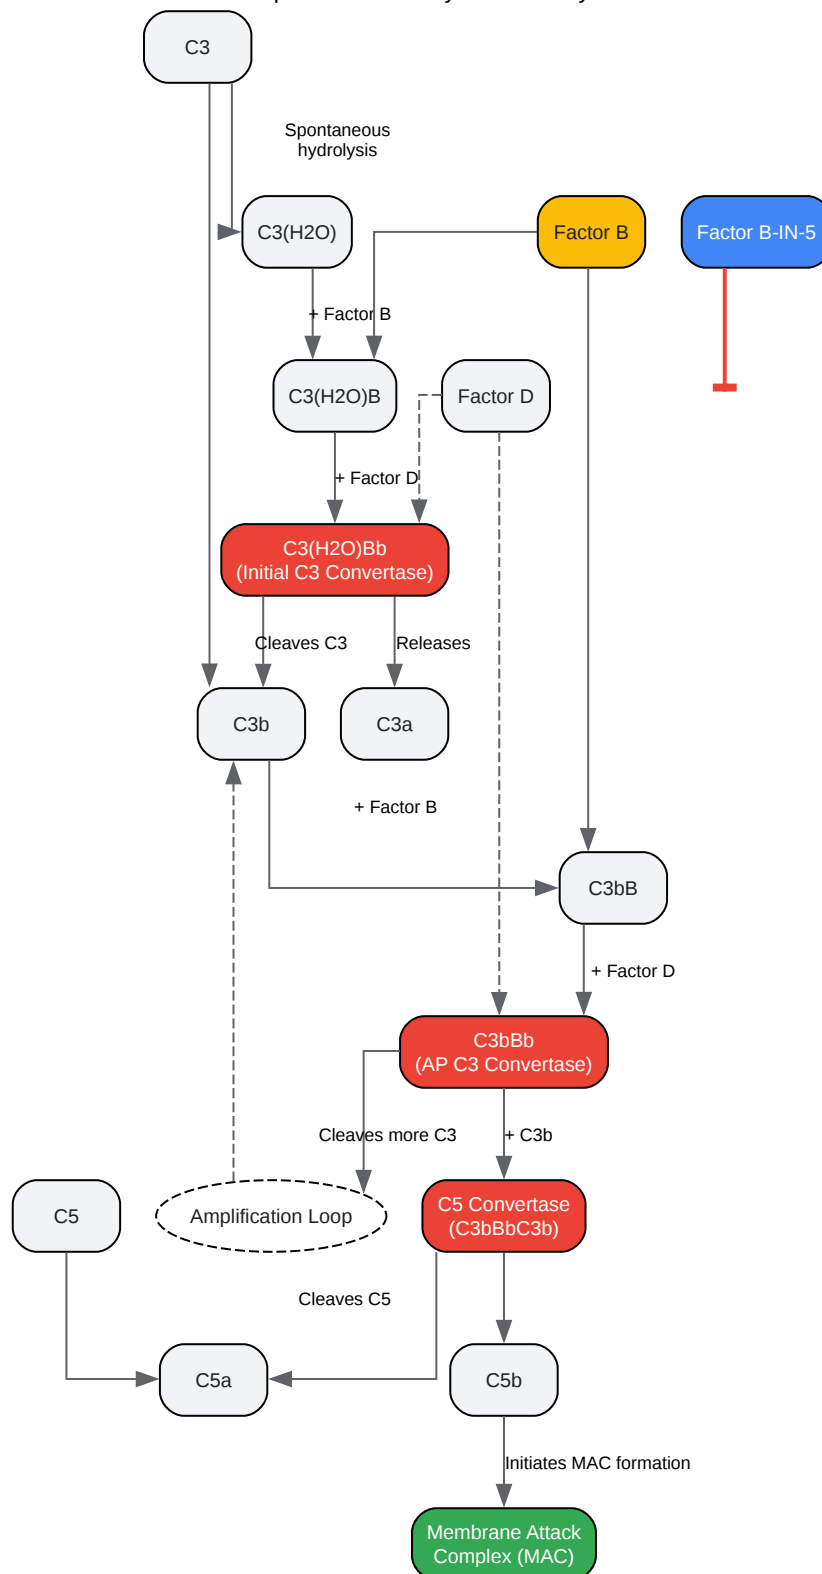 C3
Spontaneous
hydrolysis
C3(H2O)
Factor B
Factor B-IN-5
+ Factor B
C3(H2O)B
Factor D
+ Factor D
C3(H2O)Bb
(Initial C3 Convertase)
Cleaves C3
Releases
C3b
C3a
+ Factor B
C3bB
+ Factor D
C3bBb
(AP C3 Convertase)
Cleaves more C3
+ C3b
C5
Amplification Loop
C5 Convertase
(C3bBbC3b)
Cleaves C5
C5a
C5b
Initiates MAC formation
Membrane Attack
Complex (MAC)